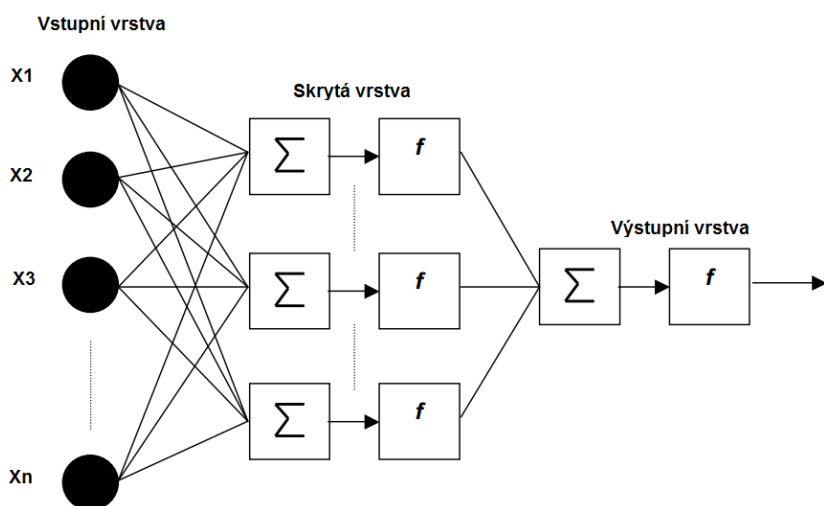 Vstupní vrstva
X1
Skrytá vrstva
∑
f
X2
Výstupní vrstva
X3
∑
f
∑
f
∑
f
Xn